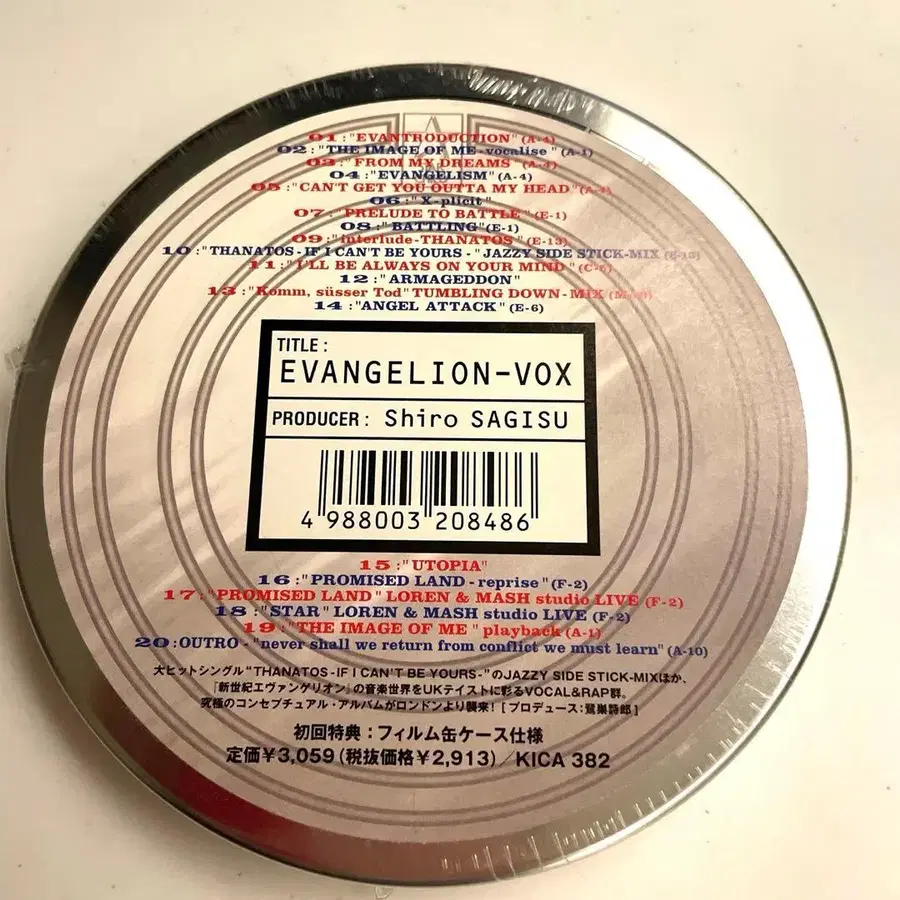 01 : "EVANTRODUCTION" (A-4)
02 : "THE IMAGE OF ME - vocalise" (A-1)
03 : "FROM MY DREAMS" (A-4)
04 : "EVANGELISM" (A-4)
05 : "CAN'T GET YOU OUTTA MY HEAD" (A-4)
06 : "X-plicit"
07 : "PRELUDE TO BATTLE" (E-1)
08 : "BATTLING" (E-1)
09 : "interlude-THANATOS" (E-13)
10 : "THANATOS - IF I CAN'T BE YOURS - " JAZZY SIDE STICK-MIX
11 : "I'LL BE ALWAYS ON YOUR MIND"
12 : "ARMAGEDDON"
13 : "Komm, süsser Tod" TUMBLING DOWN - MIX
14 : "ANGEL ATTACK" (E-6)
TITLE :
EVANGELION-VOX
PRODUCER : Shiro SAGISU
4 988003 208486
15 : "UTOPIA"
16 : "PROMISED LAND - reprise" (F-2)
17 : "PROMISED LAND" LOREN & MASH studio LIVE (F-2)
18 : "STAR" LOREN & MASH studio LIVE (F-2)
19 : "THE IMAGE OF ME" playback (A-1)
20 : OUTRO - "never shall we return from conflict we must learn" (A-10)
大ヒットシングル“THANATOS -IF I CAN'T BE YOURS-”のJAZZY SIDE STICK-MIXほか、
『新世紀エヴァンゲリオン』の音楽世界をUKテイストに彩るVOCAL&RAP群。
究極のコンセプチュアル・アルバムがロンドンより襲来! [ プロデュース:鷺巣詩郎 ]
初回特典:フィルム缶ケース仕様
定価¥3,059 (税抜価格¥2,913) / KICA 382